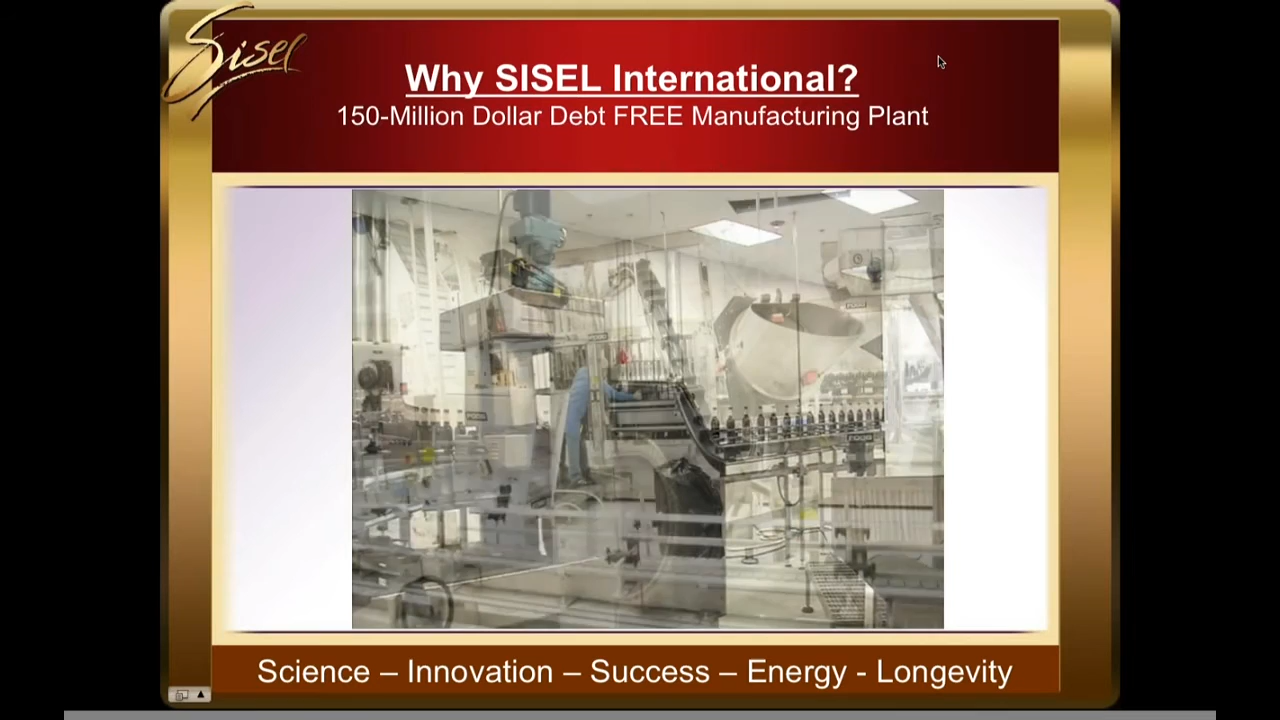 Sisel
Why SISEL International?
150-Million Dollar Debt FREE Manufacturing Plant
Science – Innovation – Success – Energy - Longevity